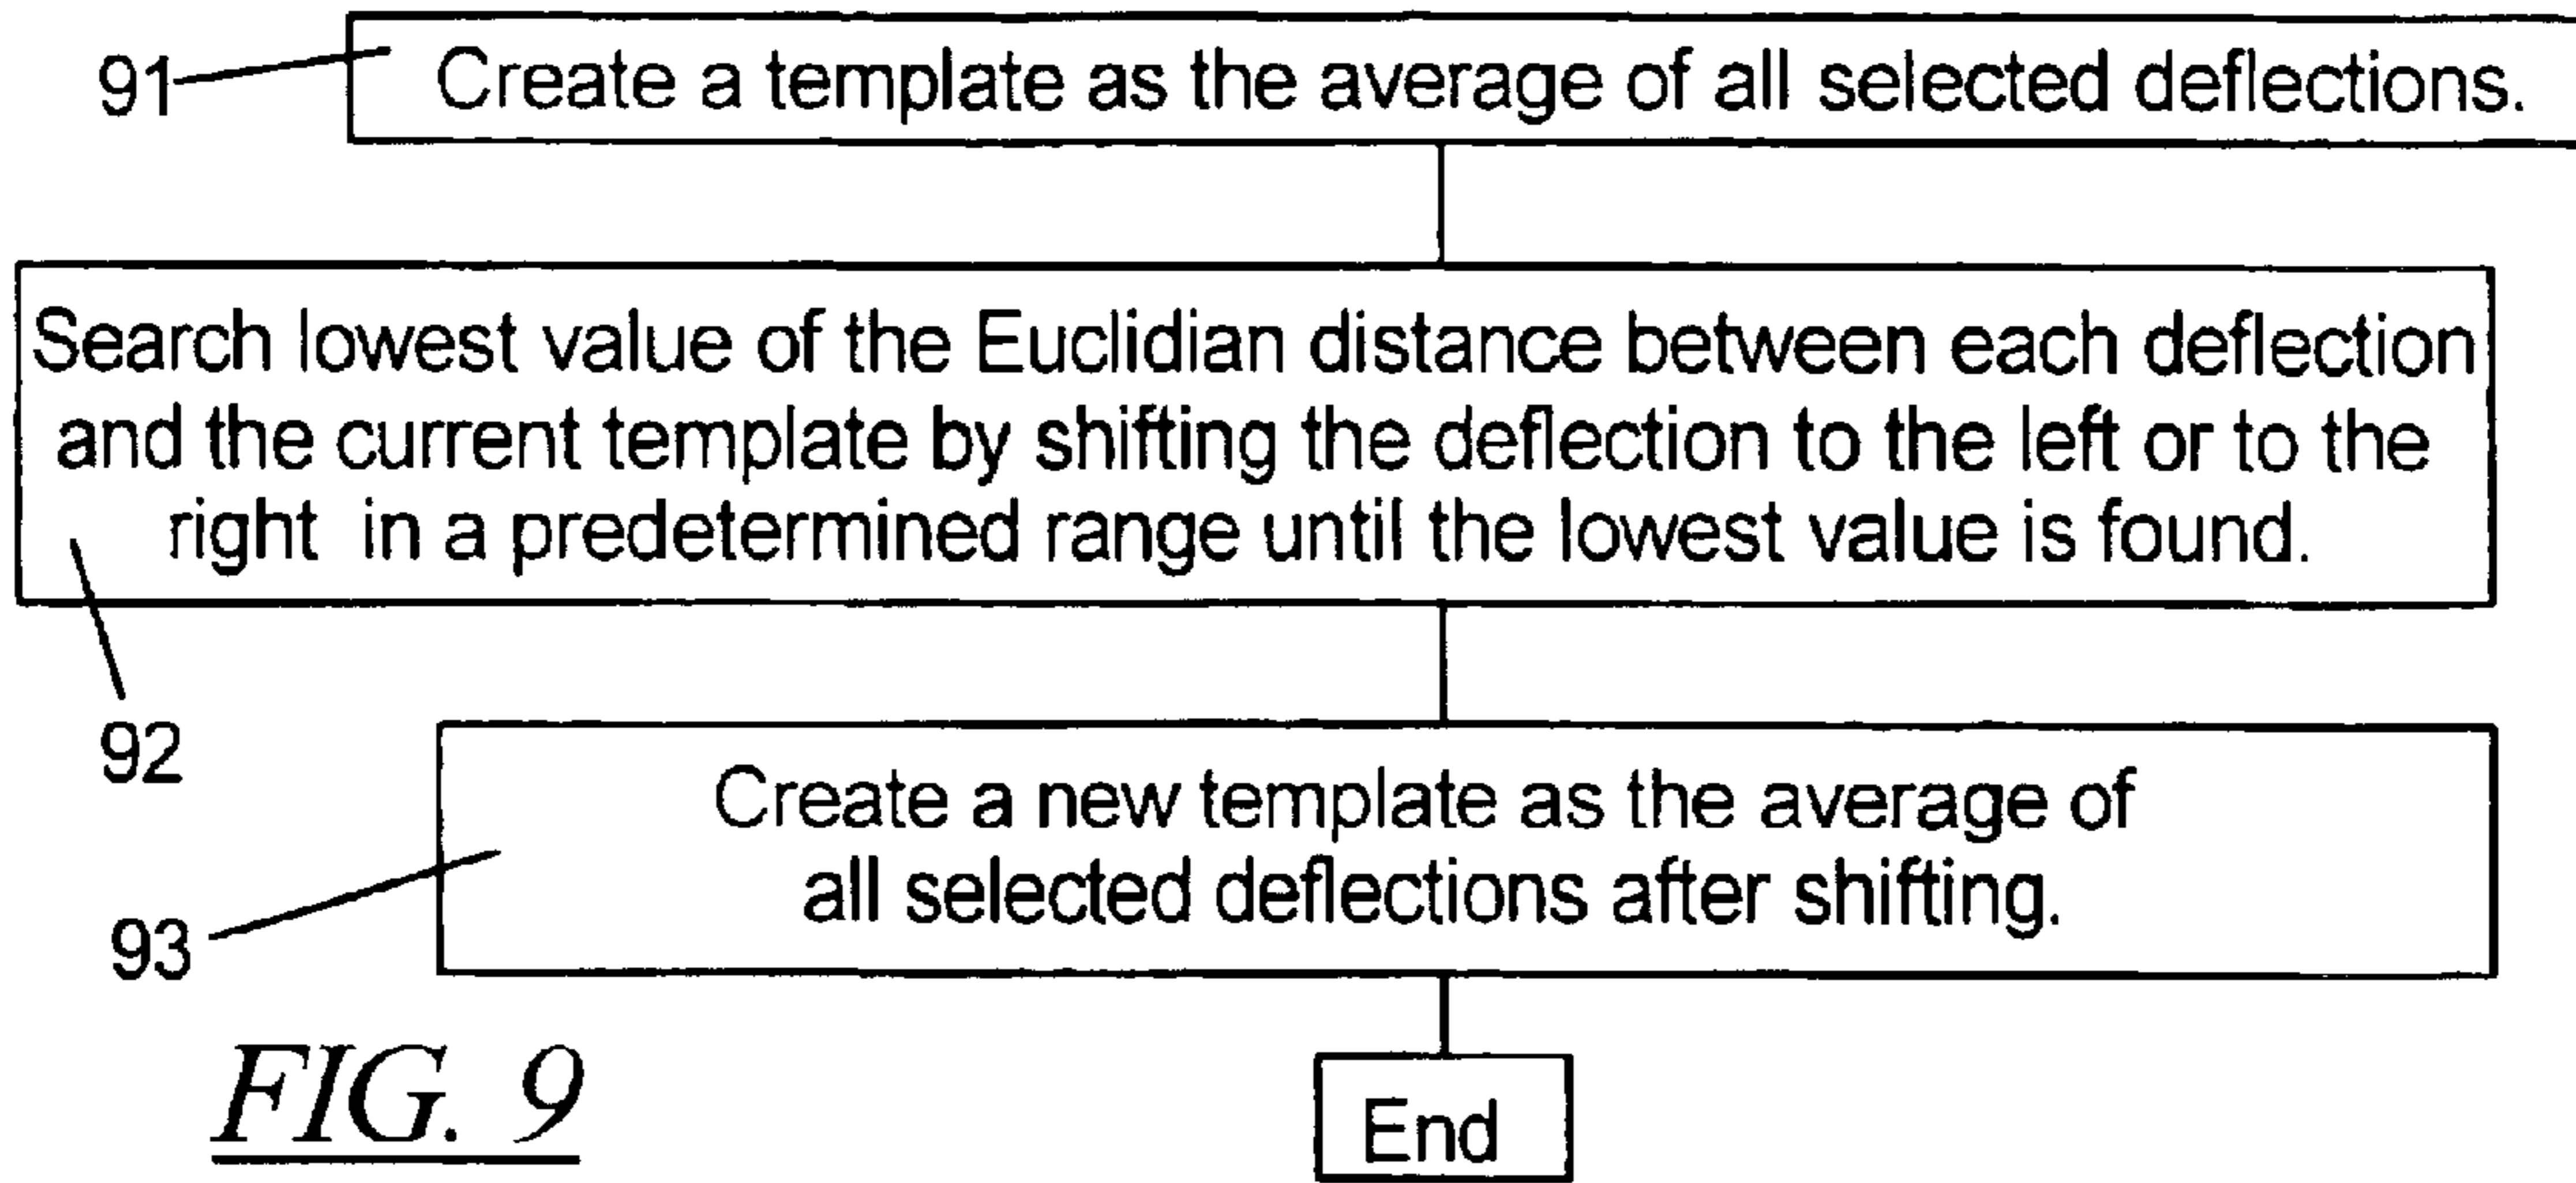 91
Create a template as the average of all selected deflections.
Search lowest value of the Euclidian distance between each deflection
and the current template by shifting the deflection to the left or to the
right in a predetermined range until the lowest value is found.
92
Create a new template as the average of
all selected deflections after shifting.
93
FIG. 9
End